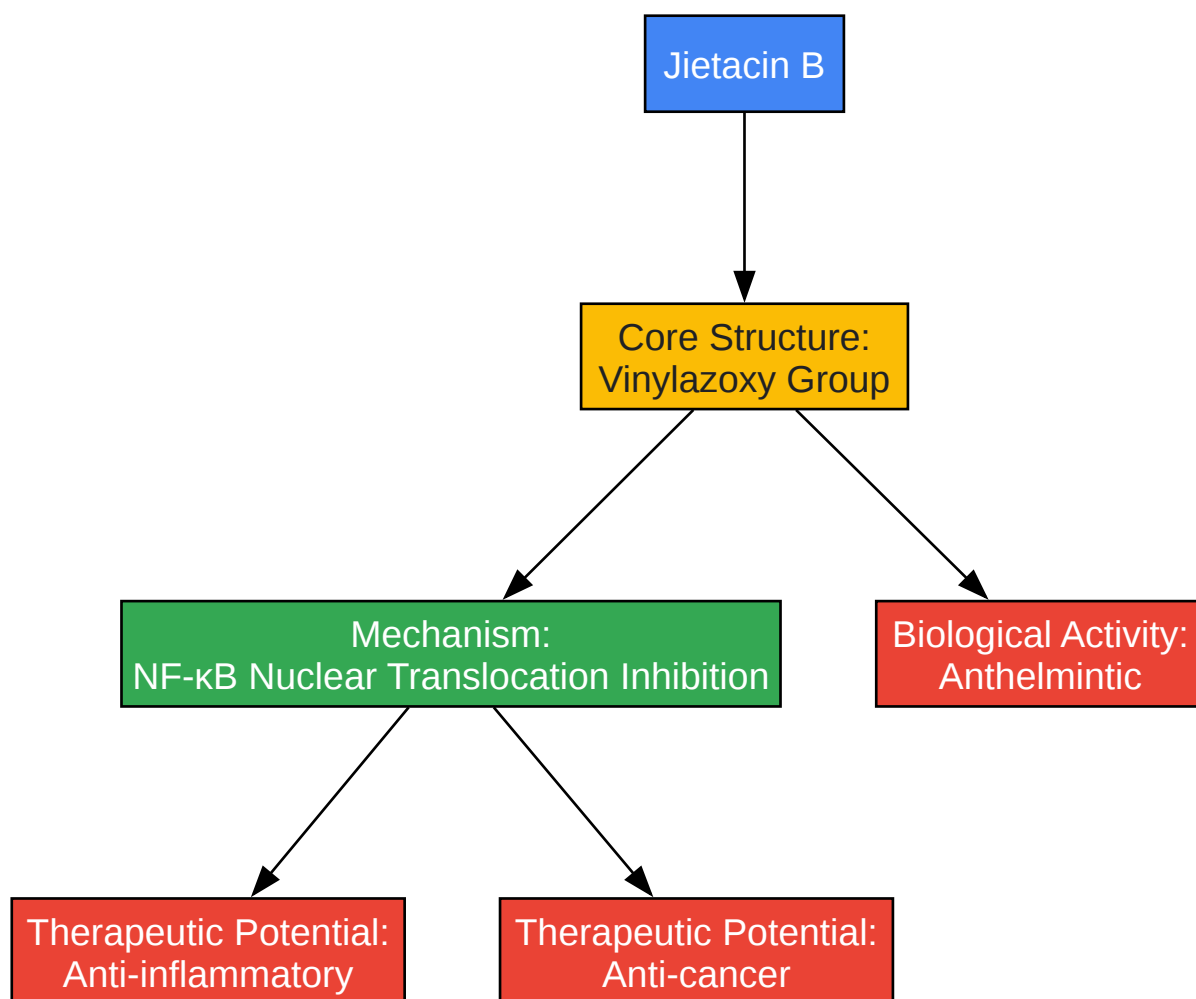 Jietacin B
Core Structure:
Vinylazoxy Group
Mechanism:
NF-κB Nuclear Translocation Inhibition
Biological Activity:
Anthelmintic
Therapeutic Potential:
Anti-inflammatory
Therapeutic Potential:
Anti-cancer